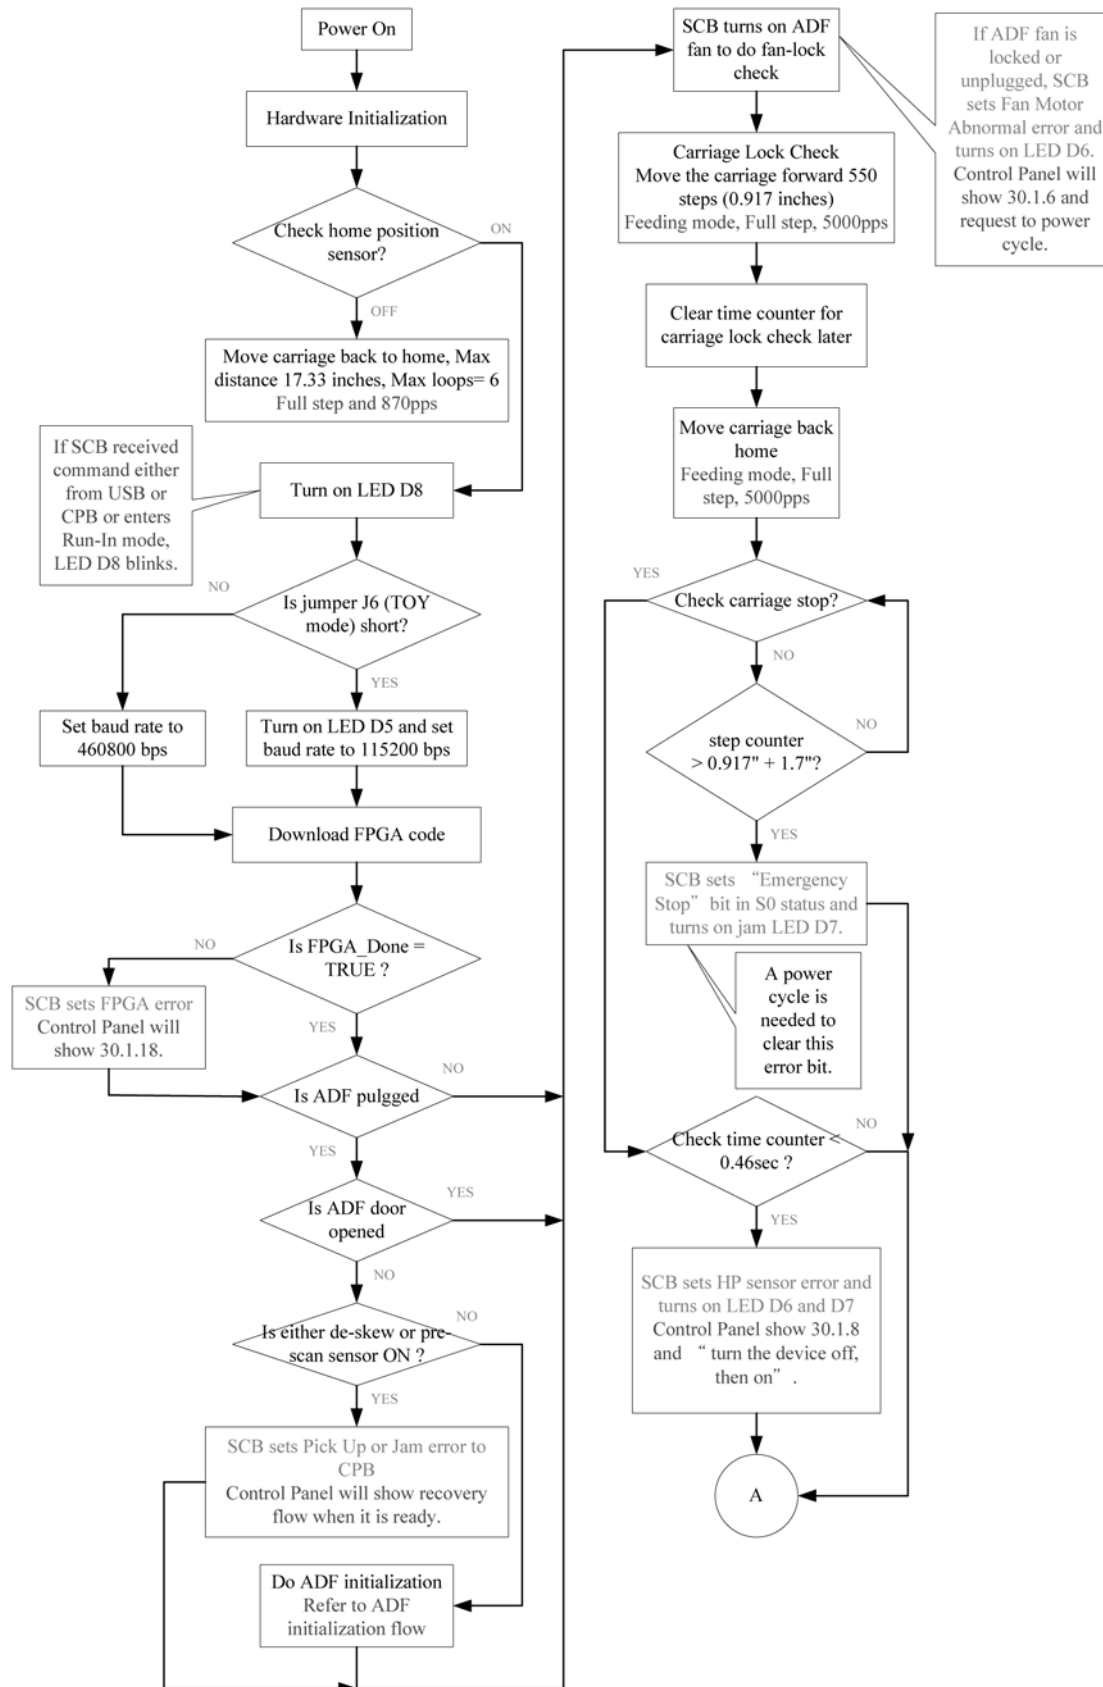 Power On
Hardware Initialization
Check home position
sensor?
ON
OFF
Move carriage back to home, Max
distance 17.33 inches, Max loops= 6
Full step and 870pps
If SCB received
command either
from USB or
CPB or enters
Run-In mode,
LED D8 blinks.
Turn on LED D8
NO
Is jumper J6 (TOY
mode) short?
YES
Set baud rate to
460800 bps
Turn on LED D5 and set
baud rate to 115200 bps
Download FPGA code
NO
Is FPGA_Done =
TRUE ?
SCB sets FPGA error
Control Panel will
show 30.1.18.
YES
Is ADF pulgged
NO
YES
Is ADF door
opened
YES
NO
Is either de-skew or pre-
scan sensor ON ?
NO
YES
SCB sets Pick Up or Jam error to
CPB
Control Panel will show recovery
flow when it is ready.
Do ADF initialization
Refer to ADF
initialization flow
SCB turns on ADF
fan to do fan-lock
check
If ADF fan is
locked or
unplugged, SCB
sets Fan Motor
Abnormal error and
turns on LED D6.
Control Panel will
show 30.1.6 and
request to power
cycle.
Carriage Lock Check
Move the carriage forward 550
steps (0.917 inches)
Feeding mode, Full step, 5000pps
Clear time counter for
carriage lock check later
Move carriage back
home
Feeding mode, Full
step, 5000pps
YES
Check carriage stop?
NO
step counter
> 0.917" + 1.7"?
NO
YES
SCB sets “Emergency
Stop” bit in S0 status and
turns on jam LED D7.
A power
cycle is
needed to
clear this
error bit.
Check time counter <
0.46sec ?
NO
YES
SCB sets HP sensor error and
turns on LED D6 and D7
Control Panel show 30.1.8
and “ turn the device off,
then on” .
A